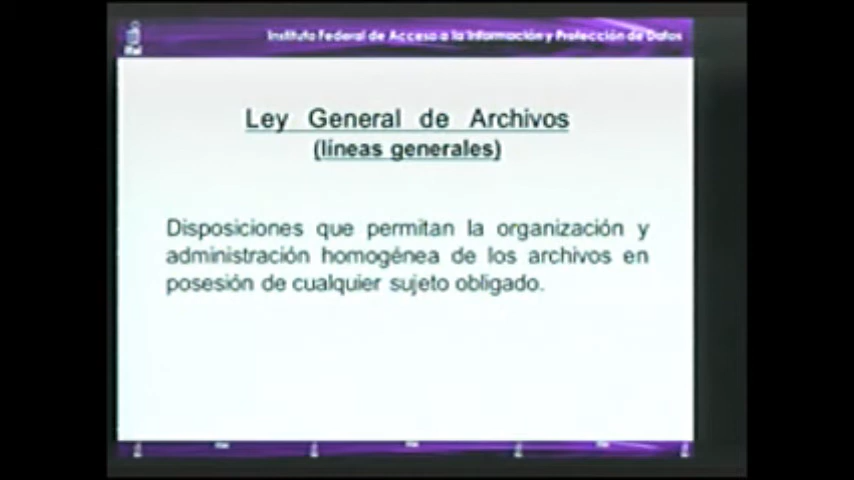 Instituto Federal de Acceso a la Información y Protección de Datos
Ley General de Archivos
(líneas generales)
Disposiciones que permitan la organización y
administración homogénea de los archivos en
posesión de cualquier sujeto obligado.